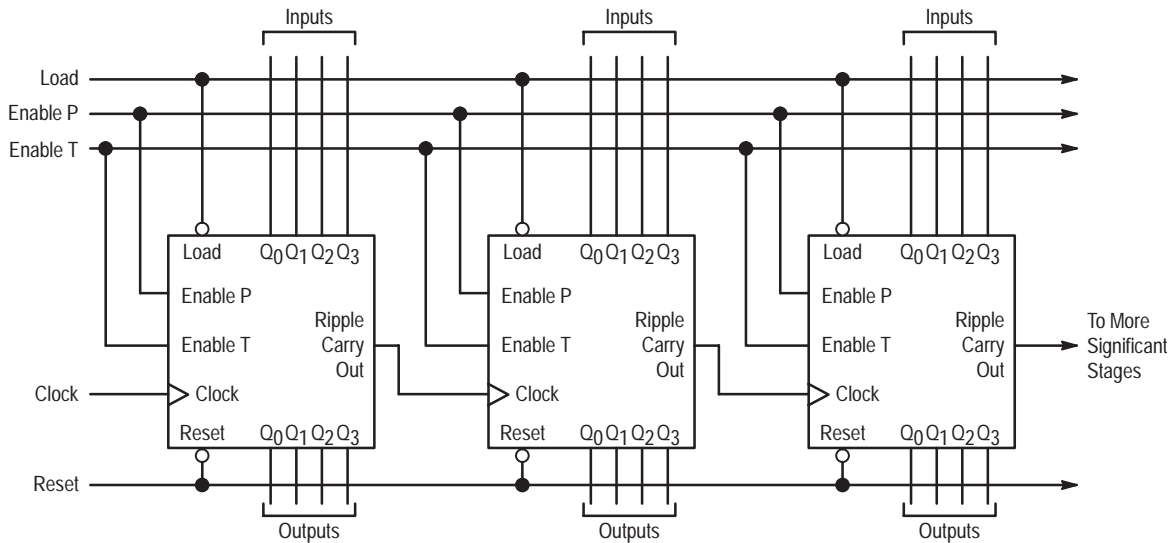 Inputs Inputs Inputs
Load
Enable P
Enable T
Load Q0 Q1 Q2 Q3 Load Q0 Q1 Q2 Q3 Load Q0 Q1 Q2 Q3
Enable P Enable P Enable P
Ripple Ripple Ripple To More
Enable T Carry Enable T Carry Enable T Carry Significant
Out Out Out Stages
Clock Clock Clock Clock
Reset Q0 Q1 Q2 Q3 Reset Q0 Q1 Q2 Q3 Reset Q0 Q1 Q2 Q3
Reset
Outputs Outputs Outputs